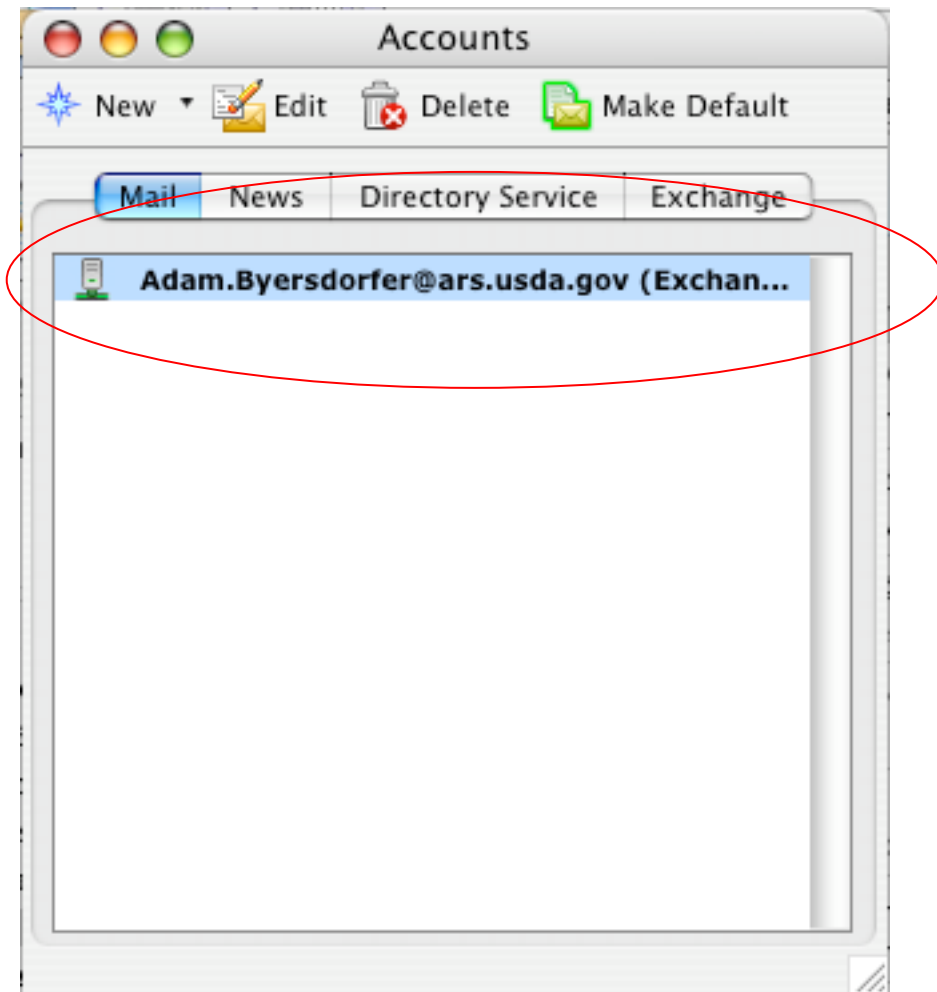 Accounts
New Edit Delete Make Default
Mail News Directory Service Exchange
Adam.Byersdorfer@ars.usda.gov (Exchan...